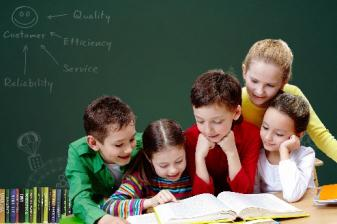 Quality
Customer
Efficiency
Service
Reliability